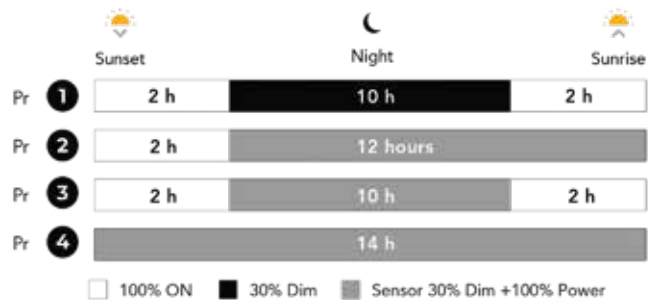 Sunset Night Sunrise
Pr 1 2 h 10 h 2 h
Pr 2 2 h 12 hours
Pr 3 2 h 10 h 2 h
Pr 4 14 h
100% ON 30% Dim Sensor 30% Dim +100% Power